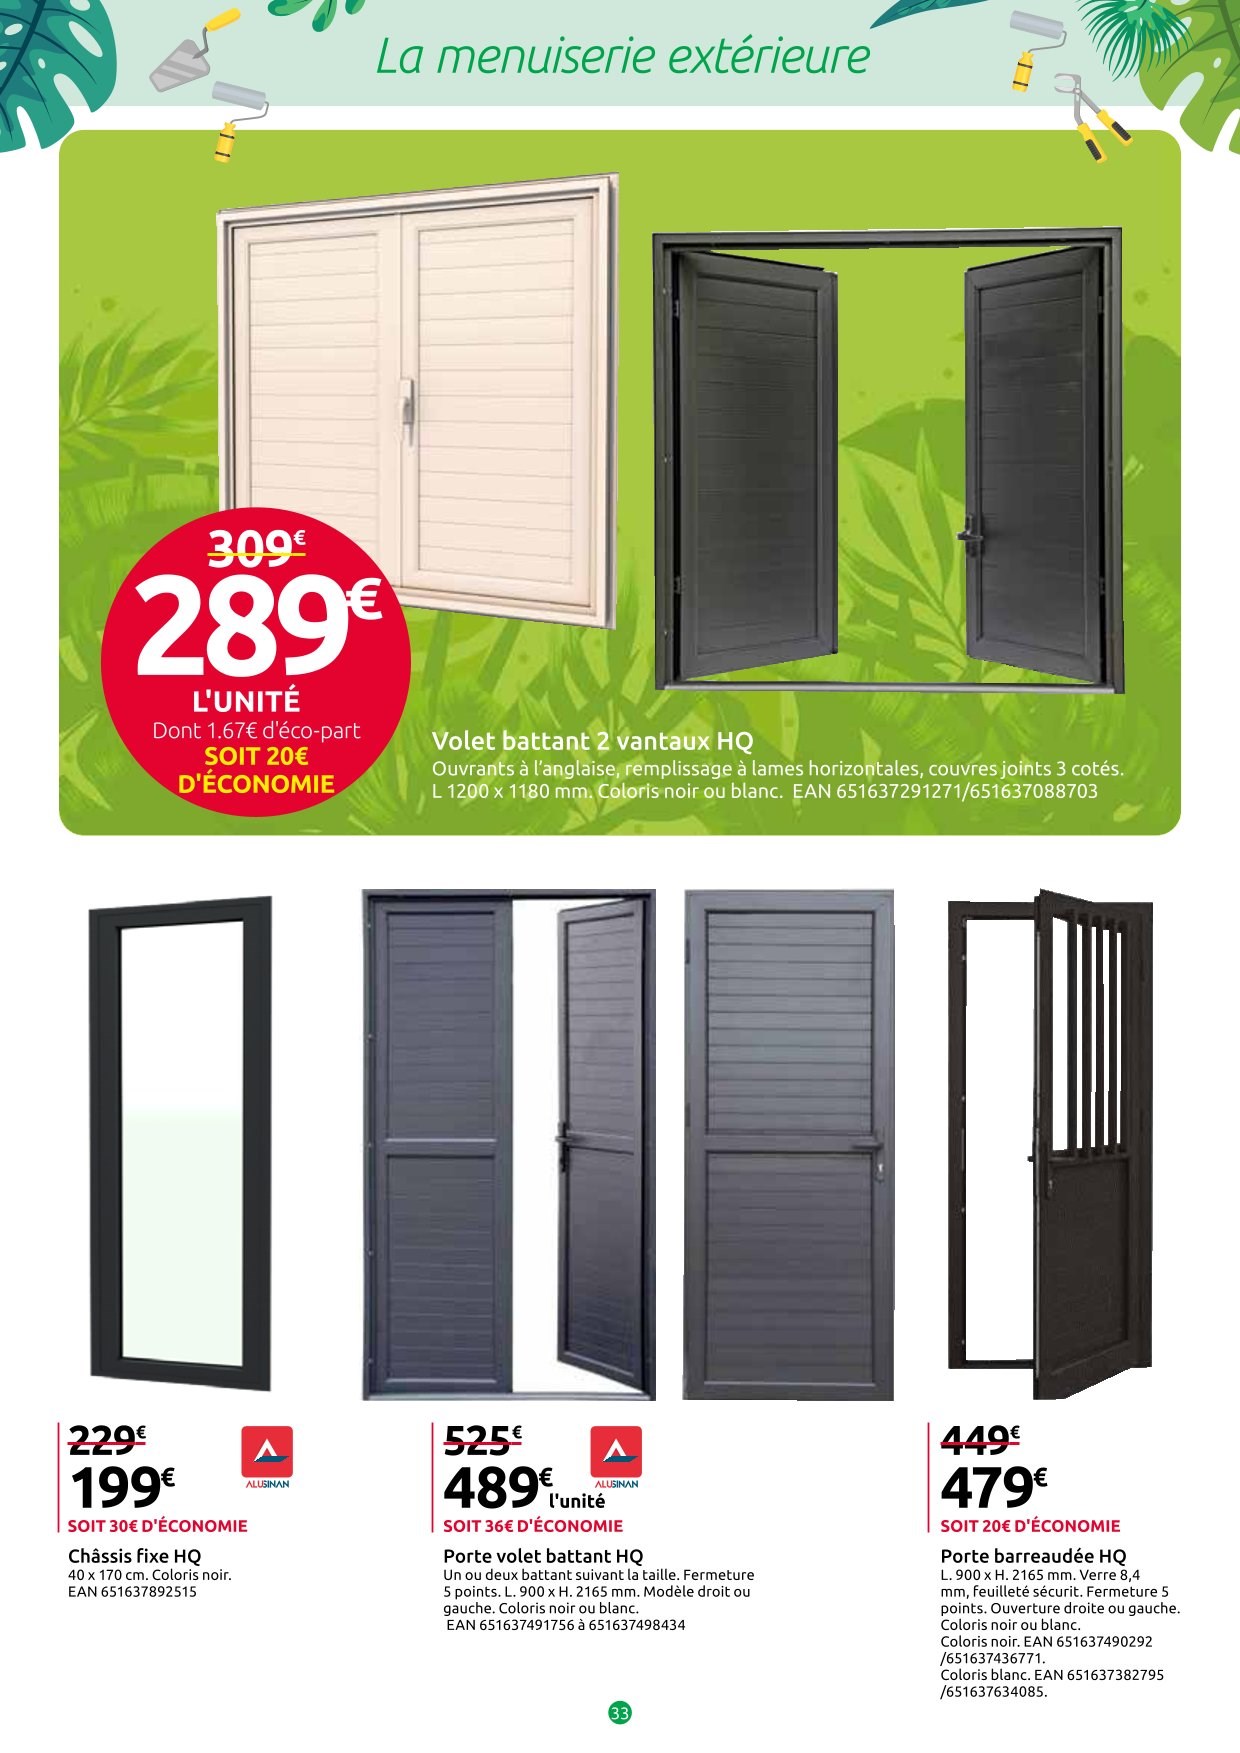 La menuiserie extérieure
309€
289€
L'UNITÉ
Dont 1.67€ d'éco-part
SOIT 20€
D'ÉCONOMIE
Volet battant 2 vantaux HQ
Ouvrants à l’anglaise, remplissage à lames horizontales, couvres joints 3 cotés.
L 1200 x 1180 mm. Coloris noir ou blanc. EAN 651637291271/651637088703
229€
199€
ALUSINAN
SOIT 30€ D'ÉCONOMIE
Châssis fixe HQ
40 x 170 cm. Coloris noir.
EAN 651637892515
525€
489€ l'unité
ALUSINAN
SOIT 36€ D'ÉCONOMIE
Porte volet battant HQ
Un ou deux battant suivant la taille. Fermeture
5 points. L. 900 x H. 2165 mm. Modèle droit ou
gauche. Coloris noir ou blanc.
EAN 651637491756 à 651637498434
449€
479€
SOIT 20€ D'ÉCONOMIE
Porte barreaudée HQ
L. 900 x H. 2165 mm. Verre 8,4
mm, feuilleté sécurit. Fermeture 5
points. Ouverture droite ou gauche.
Coloris noir ou blanc.
Coloris noir. EAN 651637490292
/651637436771.
Coloris blanc. EAN 651637382795
/651637634085.
33